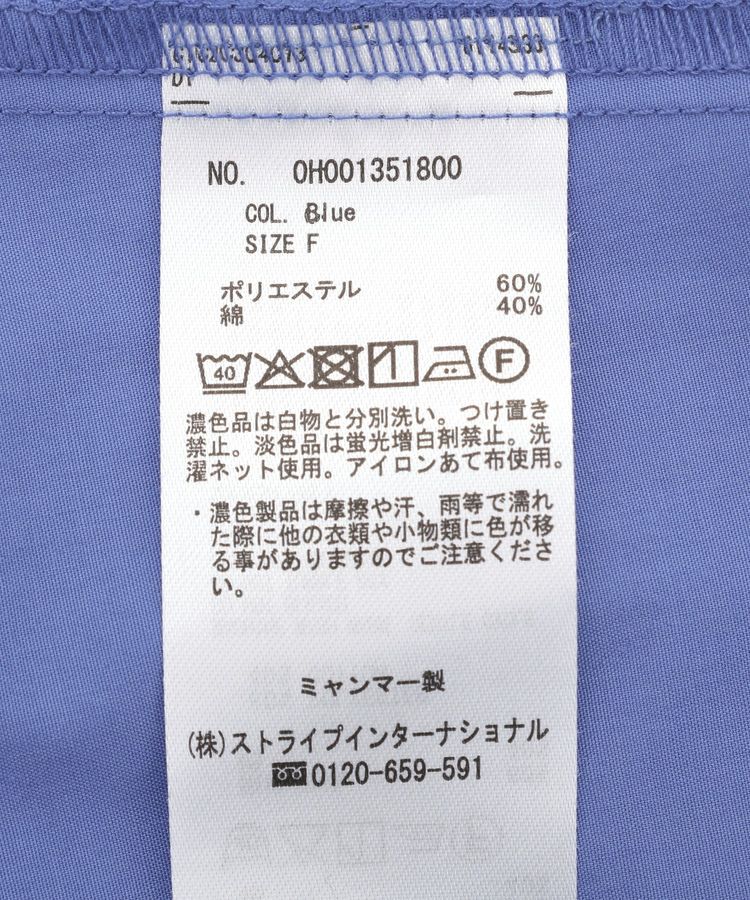 NO. 0H001351800
COL. Blue
SIZE F
ポリエステル 60%
綿 40%
40 F
濃色品は白物と分別洗い。つけ置き
禁止。淡色品は蛍光増白剤禁止。洗
濯ネット使用。アイロンあて布使用。
・濃色製品は摩擦や汗、雨等で濡れ
た際に他の衣類や小物類に色が移
る事がありますのでご注意くださ
い。
ミャンマー製
(株)ストライプインターナショナル
0120-659-591